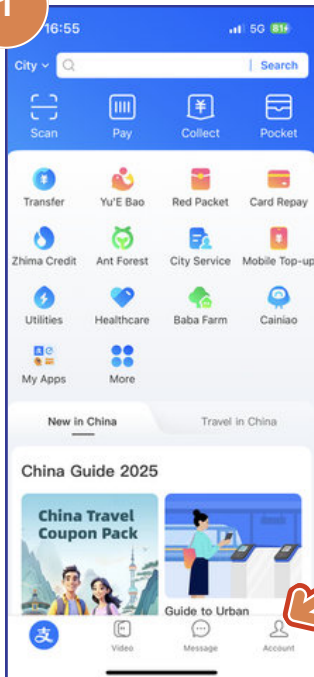 1
16:55
5G 81
City
Search
Scan
Pay
Collect
Pocket
Transfer
Yu'E Bao
Red Packet
Card Repay
Zhima Credit
Ant Forest
City Service
Mobile Top-up
Utilities
Healthcare
Baba Farm
Cainiao
My Apps
More
New in China
Travel in China
China Guide 2025
China Travel
Coupon Pack
Guide to Urban
支
Video
Message
Account